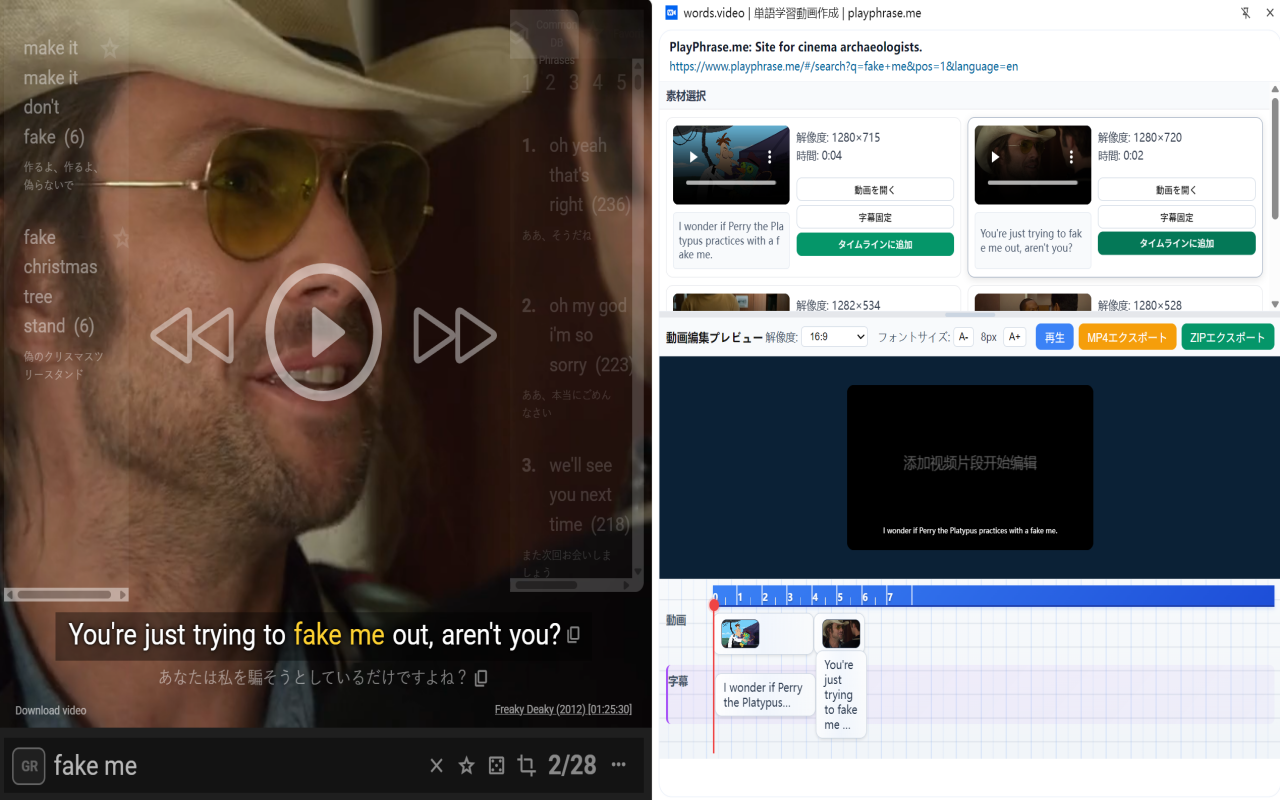 make it
make it
don't
fake (6)
作るよ、作るよ、
偽らないで
fake
christmas
tree
stand (6)
偽のクリスマスツ
リースタンド
Common
Phrases
1 2 3 4 5
1. oh yeah
that's
right (236)
ああ、そうだね
2. oh my god
i'm so
sorry (223)
ああ、本当にごめん
なさい
3. we'll see
you next
time (218)
また次回お会いしま
しょう
You're just trying to fake me out, aren't you?
あなたは私を騙そうとしているだけですよね？
Download video
Freaky Deaky (2012) [01:25:30]
GR
fake me
2/28
words.video | 単語学習動画作成 | playphrase.me
PlayPhrase.me: Site for cinema archaeologists.
https://www.playphrase.me/#/search?q=fake+me&pos=1&language=en
素材選択
解像度: 1280×715
時間: 0:04
動画を開く
字幕固定
タイムラインに追加
I wonder if Perry the Pla
typus practices with a f
ake me.
解像度: 1280×720
時間: 0:02
動画を開く
字幕固定
タイムラインに追加
You're just trying to fak
e me out, aren't you?
解像度: 1282×534
解像度: 1280×528
動画編集プレビュー 解像度: 16:9 フォントサイズ: A- 8px A+ 再生 MP4エクスポート ZIPエクスポート
添加视频片段开始编辑
I wonder if Perry the Platypus practices with a fake me.
0 1 2 3 4 5 6 7
動画
字幕
I wonder if Perry
the Platypus...
You're
just
trying
to fake
me ...